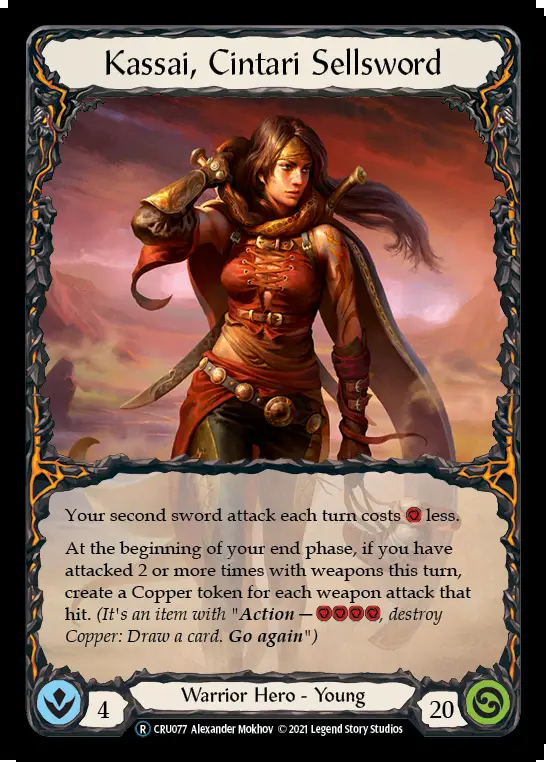 Kassai, Cintari Sellsword
Your second sword attack each turn costs less.
At the beginning of your end phase, if you have
attacked 2 or more times with weapons this turn,
create a Copper token for each weapon attack that
hit. (It's an item with "Action — , destroy
Copper: Draw a card. Go again")
Warrior Hero - Young
4
20
R CRU077 Alexander Mokhov © 2021 Legend Story Studios